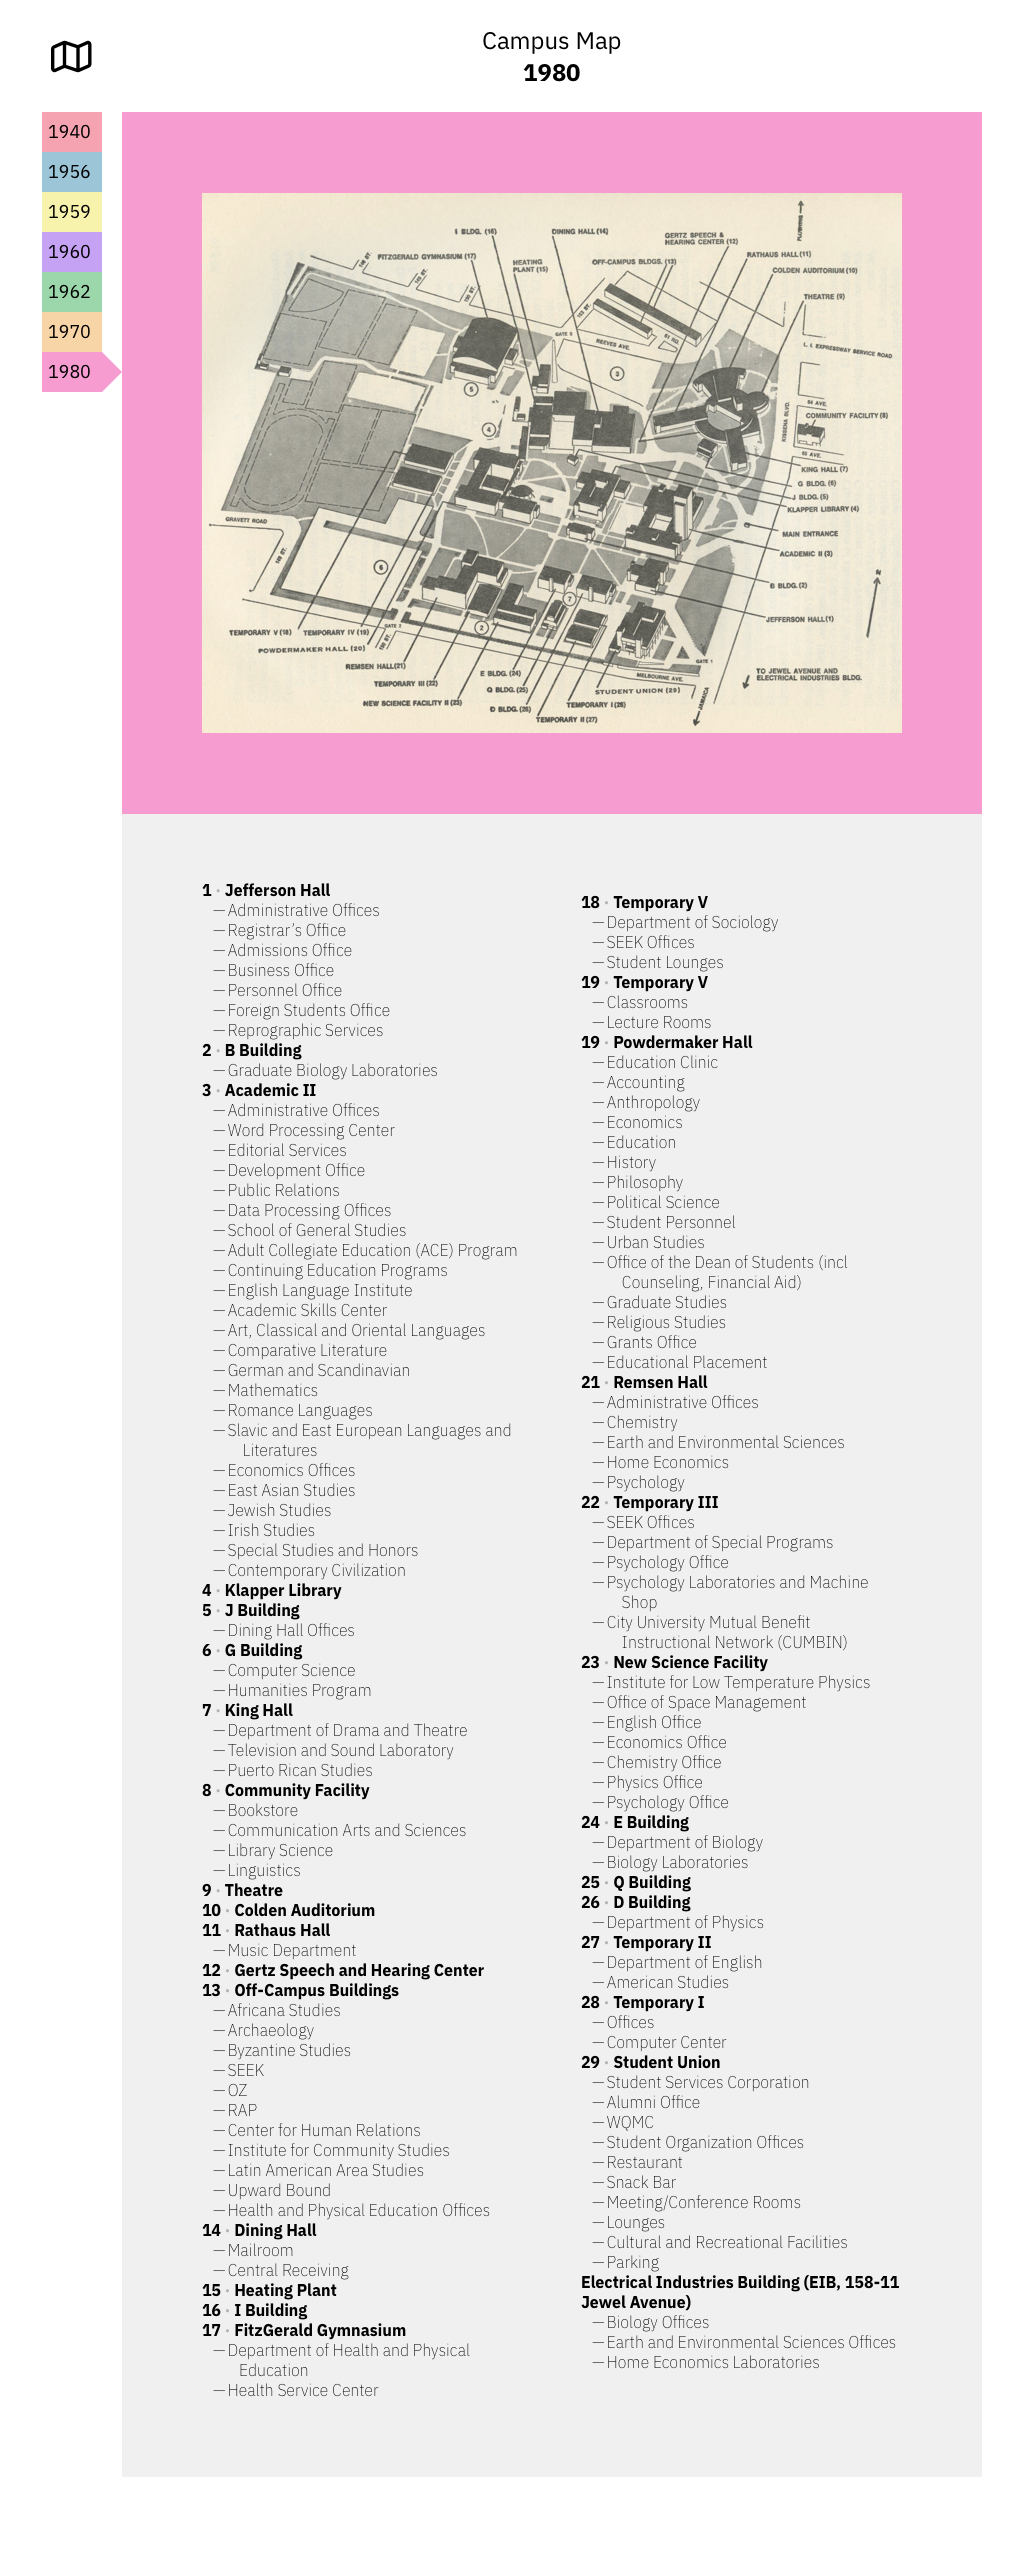 Campus Map
1980
1940
1956
1959
1960
1962
1970
1980
I BLDG. (16)
DINING HALL (14)
GERTZ SPEECH &
HEARING CENTER (12)
FLUSHING
FITZGERALD GYMNASIUM (17)
HEATING
PLANT (15)
OFF-CAMPUS BLDGS. (13)
RATHAUS HALL (11)
COLDEN AUDITORIUM (10)
THEATRE (9)
150 ST.
GATE 3
REEVES AVE.
61 RD.
L. I. EXPRESSWAY SERVICE ROAD
3
5
4
64 AVE.
KISSENA BLVD.
COMMUNITY FACILITY (8)
65 AVE.
KING HALL (7)
G BLDG. (6)
J BLDG. (5)
KLAPPER LIBRARY (4)
GRAVETT ROAD
MAIN ENTRANCE
ACADEMIC II (3)
6
N
B BLDG. (2)
7
JEFFERSON HALL (1)
TEMPORARY V (18)
TEMPORARY IV (19)
GATE 2
2
POWDERMAKER HALL (20)
GATE 1
REMSEN HALL (21)
E BLDG. (24)
MELBOURNE AVE.
TO JEWEL AVENUE AND
ELECTRICAL INDUSTRIES BLDG.
TEMPORARY III (22)
Q BLDG. (25)
STUDENT UNION (29)
NEW SCIENCE FACILITY II (23)
D BLDG. (26)
TEMPORARY I (28)
TEMPORARY II (27)
JAMAICA
1 · Jefferson Hall
— Administrative Offices
— Registrar’s Office
— Admissions Office
— Business Office
— Personnel Office
— Foreign Students Office
— Reprographic Services
2 · B Building
— Graduate Biology Laboratories
3 · Academic II
— Administrative Offices
— Word Processing Center
— Editorial Services
— Development Office
— Public Relations
— Data Processing Offices
— School of General Studies
— Adult Collegiate Education (ACE) Program
— Continuing Education Programs
— English Language Institute
— Academic Skills Center
— Art, Classical and Oriental Languages
— Comparative Literature
— German and Scandinavian
— Mathematics
— Romance Languages
— Slavic and East European Languages and
Literatures
— Economics Offices
— East Asian Studies
— Jewish Studies
— Irish Studies
— Special Studies and Honors
— Contemporary Civilization
4 · Klapper Library
5 · J Building
— Dining Hall Offices
6 · G Building
— Computer Science
— Humanities Program
7 · King Hall
— Department of Drama and Theatre
— Television and Sound Laboratory
— Puerto Rican Studies
8 · Community Facility
— Bookstore
— Communication Arts and Sciences
— Library Science
— Linguistics
9 · Theatre
10 · Colden Auditorium
11 · Rathaus Hall
— Music Department
12 · Gertz Speech and Hearing Center
13 · Off-Campus Buildings
— Africana Studies
— Archaeology
— Byzantine Studies
— SEEK
— OZ
— RAP
— Center for Human Relations
— Institute for Community Studies
— Latin American Area Studies
— Upward Bound
— Health and Physical Education Offices
14 · Dining Hall
— Mailroom
— Central Receiving
15 · Heating Plant
16 · I Building
17 · FitzGerald Gymnasium
— Department of Health and Physical
Education
— Health Service Center
18 · Temporary V
— Department of Sociology
— SEEK Offices
— Student Lounges
19 · Temporary V
— Classrooms
— Lecture Rooms
19 · Powdermaker Hall
— Education Clinic
— Accounting
— Anthropology
— Economics
— Education
— History
— Philosophy
— Political Science
— Student Personnel
— Urban Studies
— Office of the Dean of Students (incl
Counseling, Financial Aid)
— Graduate Studies
— Religious Studies
— Grants Office
— Educational Placement
21 · Remsen Hall
— Administrative Offices
— Chemistry
— Earth and Environmental Sciences
— Home Economics
— Psychology
22 · Temporary III
— SEEK Offices
— Department of Special Programs
— Psychology Office
— Psychology Laboratories and Machine
Shop
— City University Mutual Benefit
Instructional Network (CUMBIN)
23 · New Science Facility
— Institute for Low Temperature Physics
— Office of Space Management
— English Office
— Economics Office
— Chemistry Office
— Physics Office
— Psychology Office
24 · E Building
— Department of Biology
— Biology Laboratories
25 · Q Building
26 · D Building
— Department of Physics
27 · Temporary II
— Department of English
— American Studies
28 · Temporary I
— Offices
— Computer Center
29 · Student Union
— Student Services Corporation
— Alumni Office
— WQMC
— Student Organization Offices
— Restaurant
— Snack Bar
— Meeting/Conference Rooms
— Lounges
— Cultural and Recreational Facilities
— Parking
Electrical Industries Building (EIB, 158-11
Jewel Avenue)
— Biology Offices
— Earth and Environmental Sciences Offices
— Home Economics Laboratories